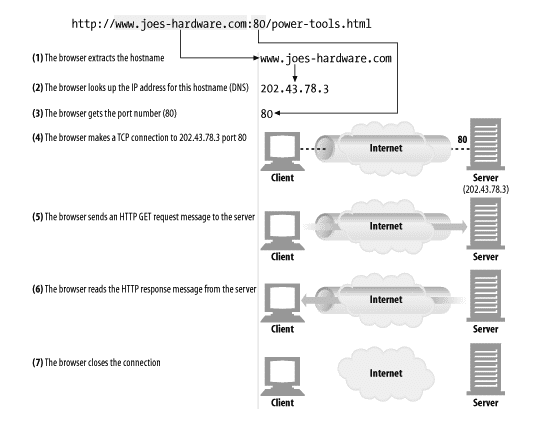 http://www.joes-hardware.com:80/power-tools.html
(1) The browser extracts the hostname
www.joes-hardware.com
(2) The browser looks up the IP address for this hostname (DNS)
202.43.78.3
(3) The browser gets the port number (80)
80
(4) The browser makes a TCP connection to 202.43.78.3 port 80
Internet
80
Client
Server
(202.43.78.3)
(5) The browser sends an HTTP GET request message to the server
Internet
Client
Server
(6) The browser reads the HTTP response message from the server
Internet
Client
Server
(7) The browser closes the connection
Internet
Client
Server